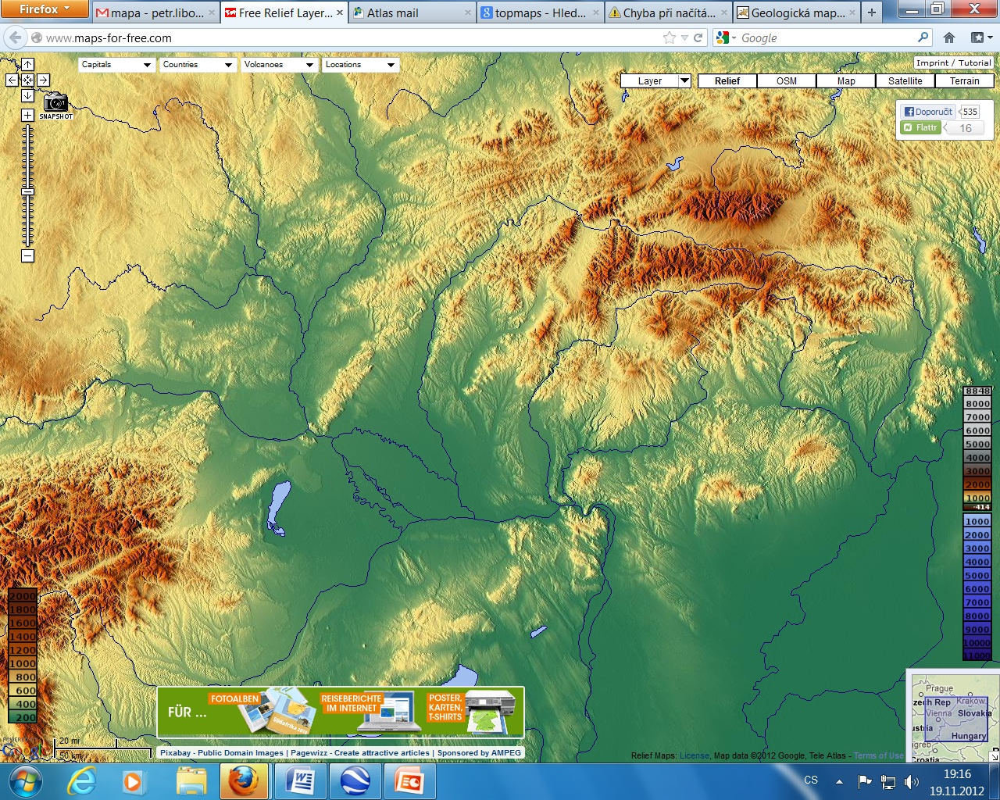 Firefox
mapa - petr.libo...
Free Relief Layer...
Atlas mail
topmaps - Hled...
Chyba při načítá...
Geologická map...
www.maps-for-free.com
Google
Capitals
Countries
Volcanoes
Locations
Imprint / Tutorial
Layer
Relief
OSM
Map
Satellite
Terrain
SNAPSHOT
Doporučit 535
Flattr 16
8848
8000
7000
6000
5000
4000
3000
2000
1000
-414
1000
2000
3000
4000
5000
6000
7000
8000
9000
10000
11000
2000
1800
1600
1400
1200
1000
800
600
400
200
POWERED BY
Google
20 mi
50 km
FÜR ...
FOTOALBEN
Südafrika 2010
REISEBERICHTE
IM INTERNET
POSTER,
KARTEN,
T-SHIRTS
Pixabay - Public Domain Images | Pagewizz - Create attractive articles | Sponsored by AMPEG
Relief Maps: License, Map data ©2012 Google, Tele Atlas - Terms of Use
Prague
zech Rep
Krakow
Vienna
Slovakia
ustria
Hungary
agreb
Croatia
CS
19:16
19.11.2012